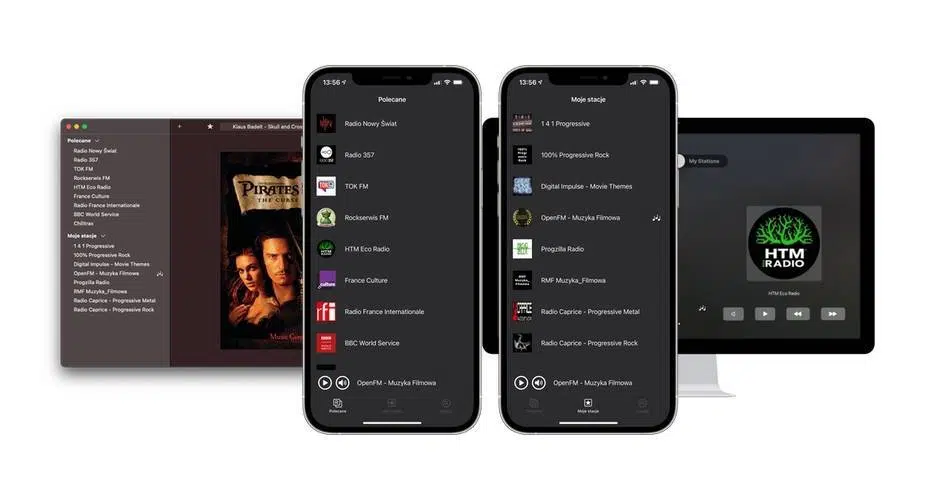 Klaus Badelt - Skull and Cros
Polecane
Radio Nowy Świat
Radio 357
TOK FM
Rockserwis FM
HTM Eco Radio
France Culture
Radio France Internationale
BBC World Service
Chilltrax
Moje stacje
1 4 1 Progressive
100% Progressive Rock
Digital Impulse - Movie Themes
OpenFM - Muzyka Filmowa
Progzilla Radio
RMF Muzyka_Filmowa
Radio Caprice - Progressive Metal
Radio Caprice - Progressive Rock
PIRATES
THE CURSE
13:56
Polecane
Radio Nowy Świat
Radio 357
TOK FM
Rockserwis FM
HTM Eco Radio
France Culture
Radio France Internationale
BBC World Service
OpenFM - Muzyka Filmowa
Polecane
13:56
Moje stacje
1 4 1 Progressive
100% Progressive Rock
Digital Impulse - Movie Themes
OpenFM - Muzyka Filmowa
Progzilla Radio
RMF Muzyka_Filmowa
Radio Caprice - Progressive Metal
Radio Caprice - Progressive Rock
OpenFM - Muzyka Filmowa
Moje stacje
My Stations
HTM
RADIO
HTM Eco Radio